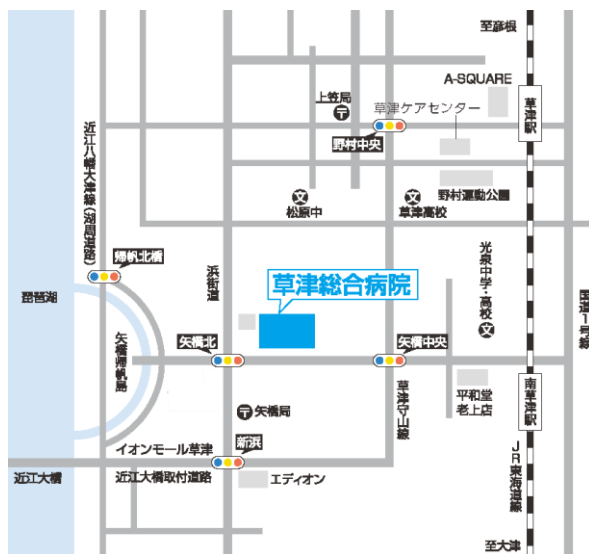 至彦根
A-SQUARE
草津駅
上笠局
草津ケアセンター
野村中央
近江八幡大津線(湖周道路)
松原中
草津高校
野村運動公園
帰帆北橋
浜街道
光泉中学・高校
草津総合病院
琵琶湖
国道1号線
矢橋帰帆島
矢橋北
矢橋中央
平和堂
老上店
南草津駅
草津守山線
矢橋局
新浜
イオンモール草津
近江大橋
近江大橋取付道路
エディオン
JR東海道線
至大津